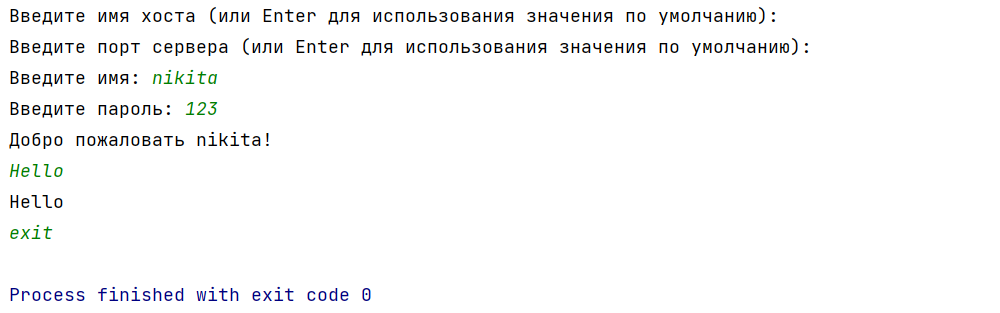 Введите имя хоста (или Enter для использования значения по умолчанию):
Введите порт сервера (или Enter для использования значения по умолчанию):
Введите имя: nikita
Введите пароль: 123
Добро пожаловать nikita!
Hello
Hello
exit
Process finished with exit code 0